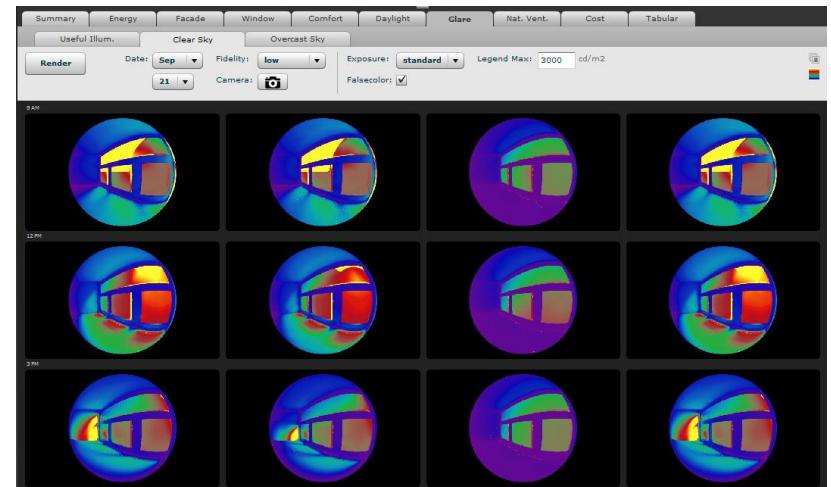 Summary Energy Facade Window Comfort Daylight Glare Nat. Vent. Cost Tabular
Useful Illum. Clear Sky Overcast Sky
Render Date: Sep Fidelity: low Exposure: standard Legend Max: 3000 cd/m2
21 Camera: Falsecolor:
9 AM
12 PM
3 PM